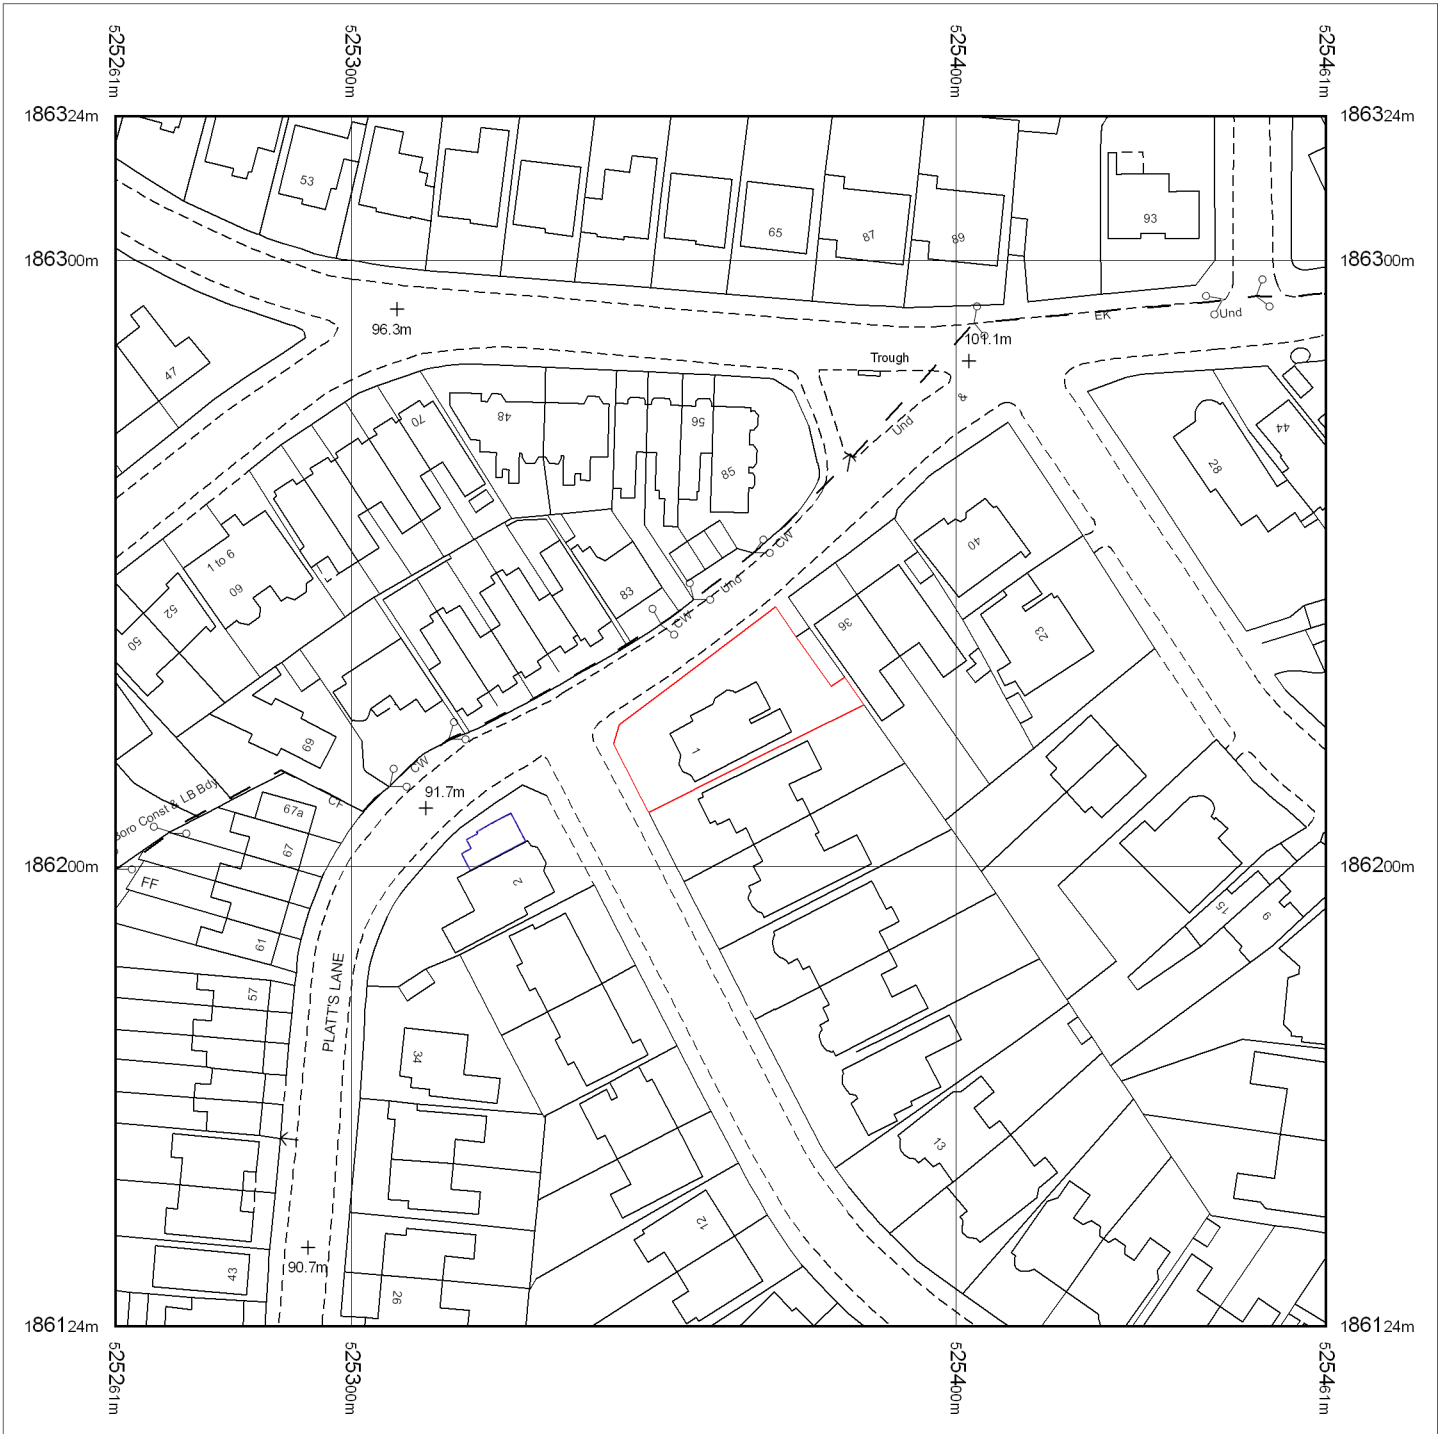 525261m
525300m
525400m
525461m
186324m
186324m
53
65
87
89
93
186300m
186300m
96.3m
EK
Und
101.1m
Trough
47
&
Und
70
48
56
85
44
28
CW
40
1 to 6
60
52
50
83
Und
CW
36
23
69
1
CW
91.7m
Boro Const & LB Bdy
CF
67a
67
186200m
186200m
FF
2
61
15
9
57
PLATT'S LANE
34
13
12
43
90.7m
26
186124m
186124m
525261m
525300m
525400m
525461m